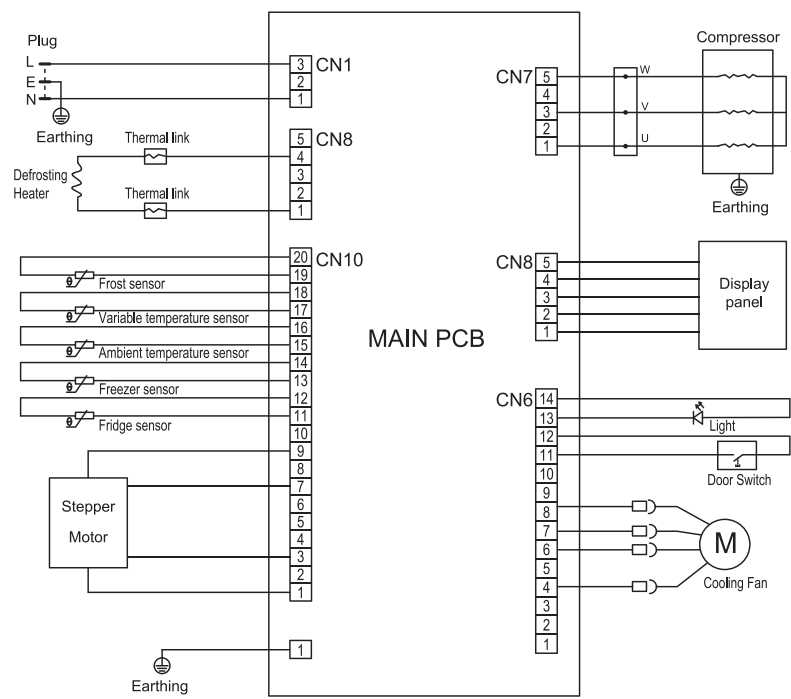 Plug
L
E
N
Earthing
3
2
1
CN1
Thermal link
Thermal link
Defrosting
Heater
5
4
3
2
1
CN8
20
19
18
17
16
15
14
13
12
11
10
9
8
7
6
5
4
3
2
1
CN10
θ Frost sensor
θ Variable temperature sensor
θ Ambient temperature sensor
θ Freezer sensor
θ Fridge sensor
Stepper
Motor
1
Earthing
MAIN PCB
CN7
5
4
3
2
1
W
V
U
Compressor
Earthing
CN8
5
4
3
2
1
Display
panel
CN6
14
13
12
11
10
9
8
7
6
5
4
3
2
1
Light
Door Switch
M
Cooling Fan